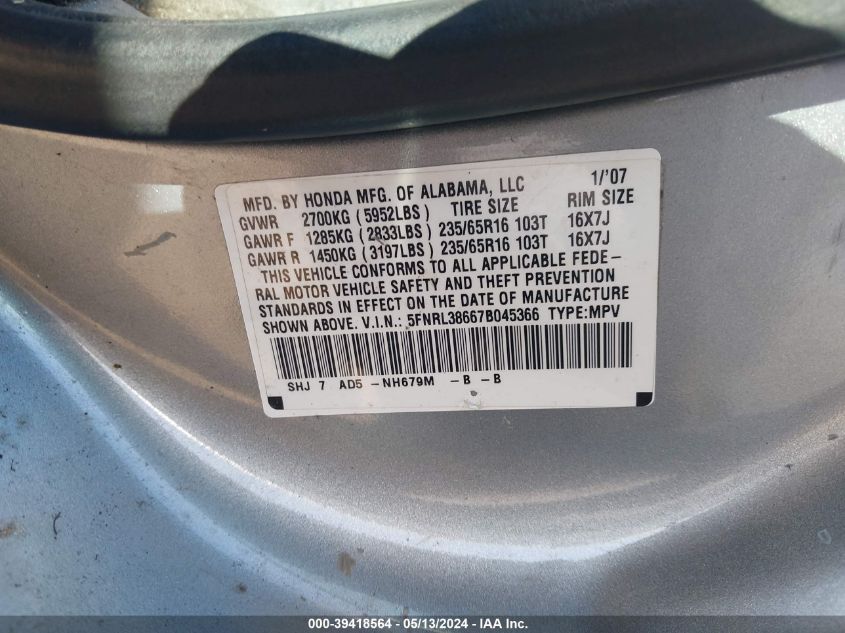 MFD. BY HONDA MFG. OF ALABAMA, LLC 1/'07
GVWR 2700KG (5952LBS) TIRE SIZE RIM SIZE
GAWR F 1285KG (2833LBS) 235/65R16 103T 16X7J
GAWR R 1450KG (3197LBS) 235/65R16 103T 16X7J
THIS VEHICLE CONFORMS TO ALL APPLICABLE FEDE-
RAL MOTOR VEHICLE SAFETY AND THEFT PREVENTION
STANDARDS IN EFFECT ON THE DATE OF MANUFACTURE
SHOWN ABOVE. V.I.N.: 5FNRL38667B045366 TYPE:MPV
SHJ 7 AD5 -NH679M -B -B
000-39418564 - 05/13/2024 - IAA Inc.